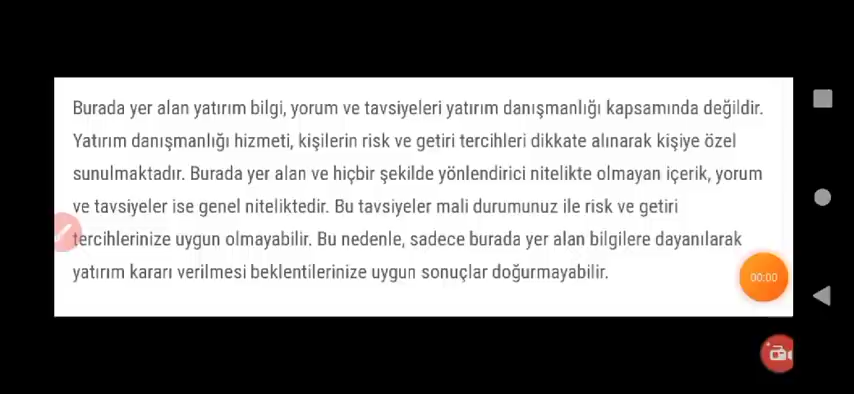 Burada yer alan yatırım bilgi, yorum ve tavsiyeleri yatırım danışmanlığı kapsamında değildir.
Yatırım danışmanlığı hizmeti, kişilerin risk ve getiri tercihleri dikkate alınarak kişiye özel
sunulmaktadır. Burada yer alan ve hiçbir şekilde yönlendirici nitelikte olmayan içerik, yorum
ve tavsiyeler ise genel niteliktedir. Bu tavsiyeler mali durumunuz ile risk ve getiri
tercihlerinize uygun olmayabilir. Bu nedenle, sadece burada yer alan bilgilere dayanılarak
yatırım kararı verilmesi beklentilerinize uygun sonuçlar doğurmayabilir.
00:00